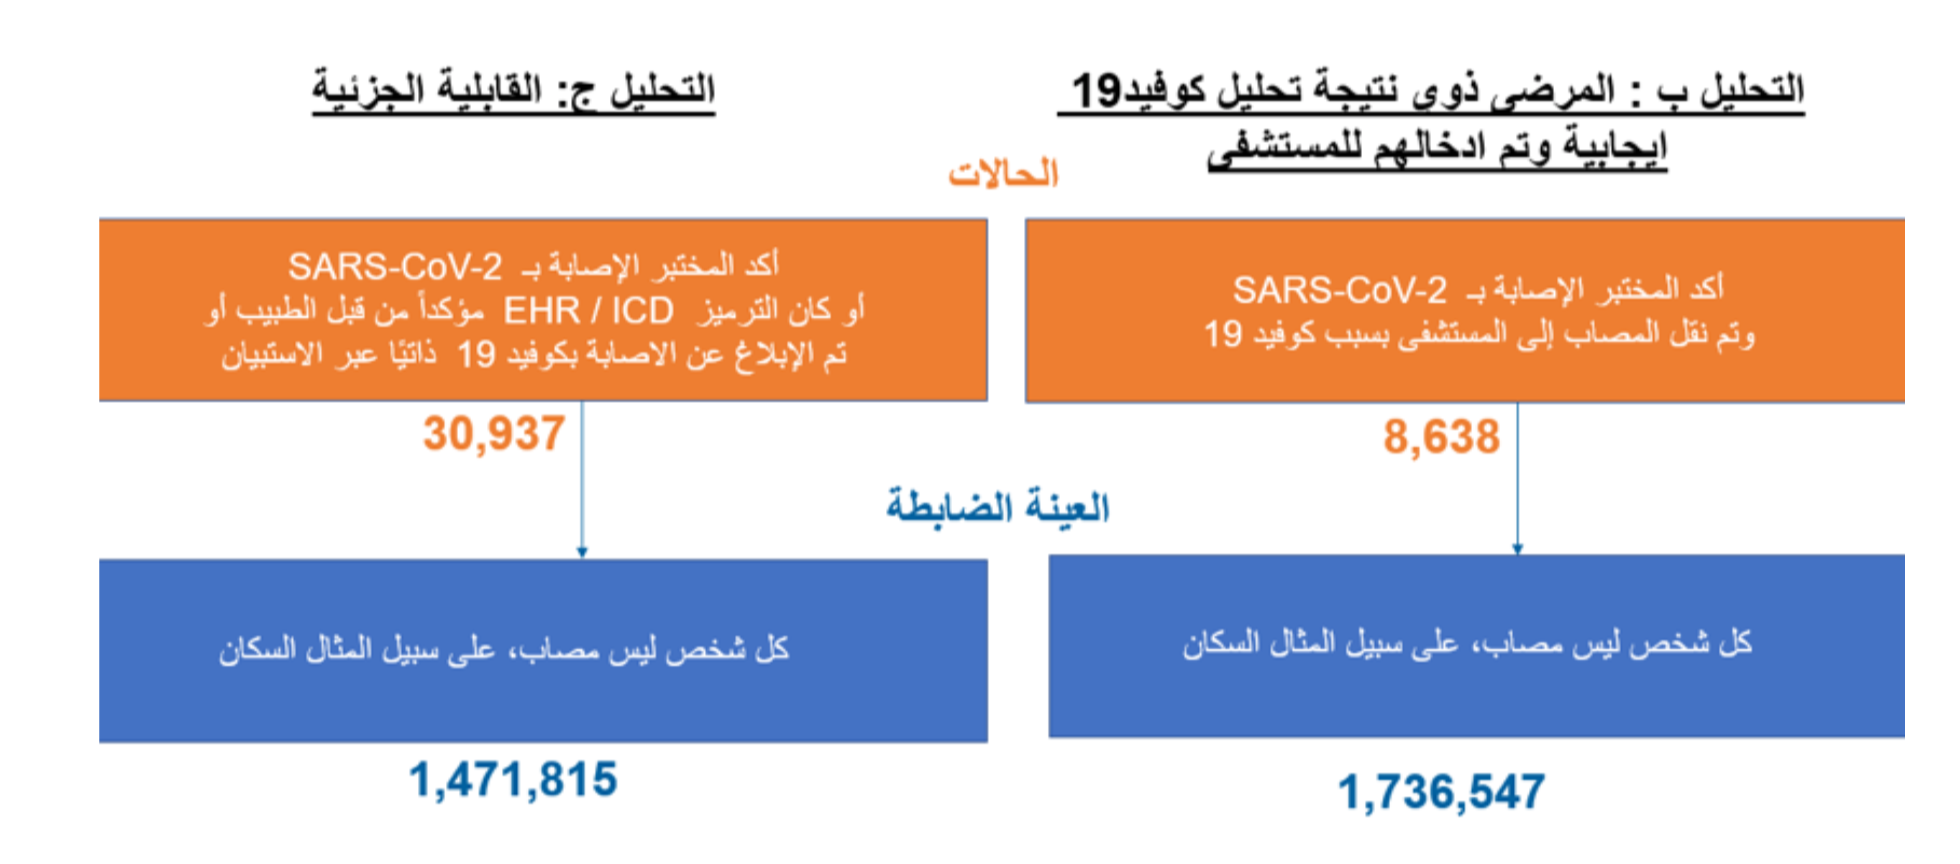 التحليل ب : المرضى ذوي نتيجة تحليل كوفيد19
ايجابية وتم ادخالهم للمستشفى
التحليل ج: القابلية الجزئية
الحالات
أكد المختبر الإصابة بـ SARS-CoV-2
وتم نقل المصاب إلى المستشفى بسبب كوفيد 19
8,638
أكد المختبر الإصابة بـ SARS-CoV-2
أو كان الترميز EHR / ICD مؤكداً من قبل الطبيب أو
تم الإبلاغ عن الاصابة بكوفيد 19 ذاتيًا عبر الاستبيان
30,937
العينة الضابطة
كل شخص ليس مصاب، على سبيل المثال السكان
1,736,547
كل شخص ليس مصاب، على سبيل المثال السكان
1,471,815